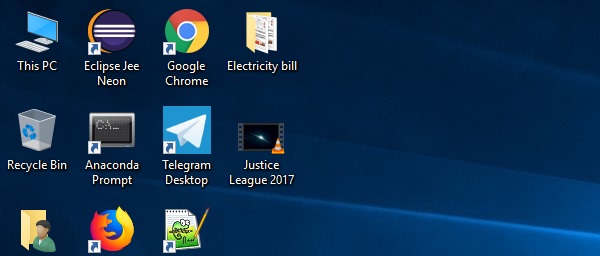 This PC
Eclipse Jee
Neon
Google
Chrome
Electricity bill
Recycle Bin
C:\_
Anaconda
Prompt
Telegram
Desktop
Justice
League 2017